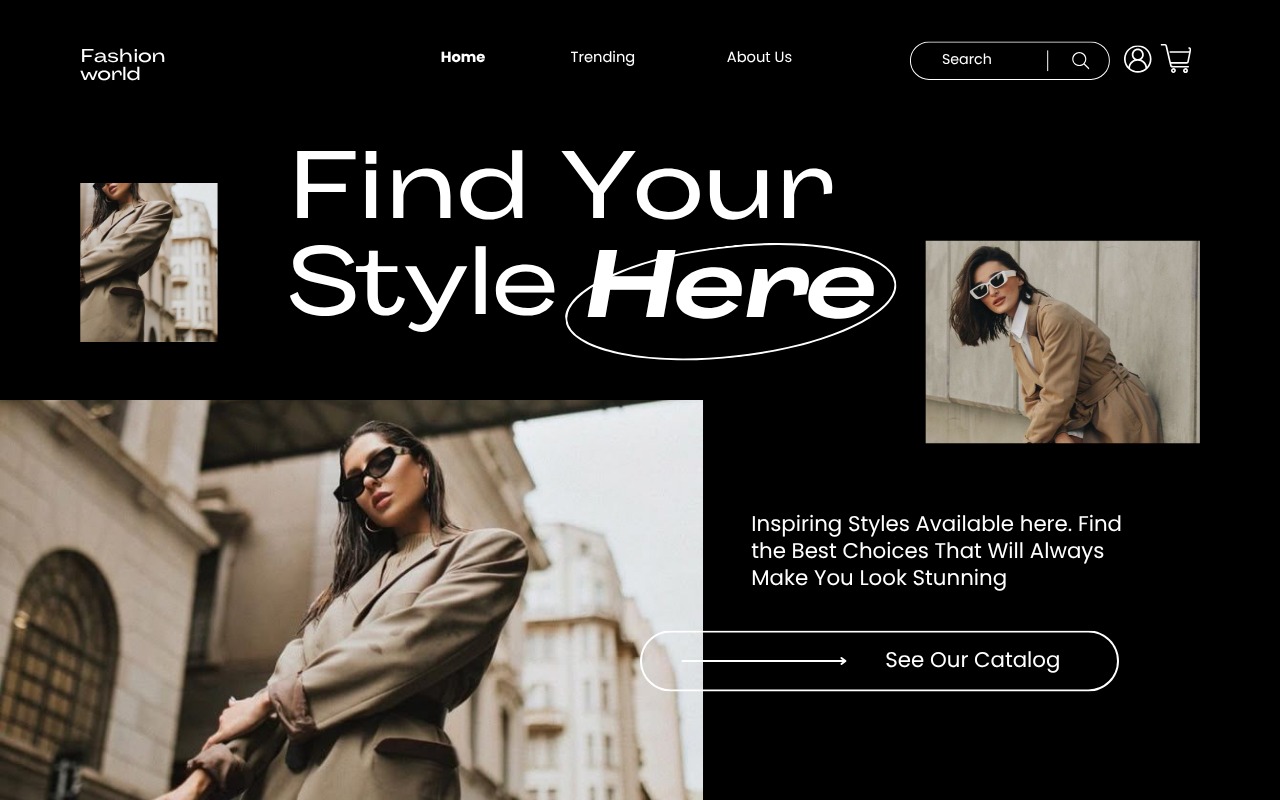 Fashion
world
Home
Trending
About Us
Search
Find Your
Style Here
Inspiring Styles Available here. Find
the Best Choices That Will Always
Make You Look Stunning
See Our Catalog